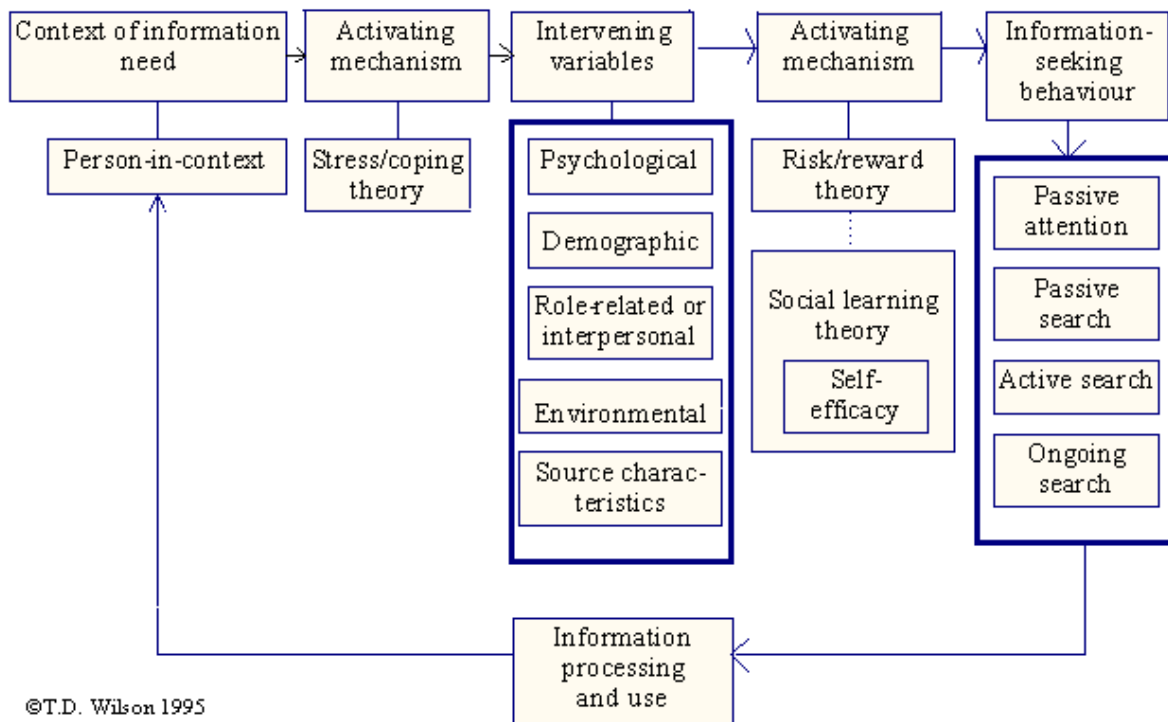 Context of information
need
Activating
mechanism
Intervening
variables
Activating
mechanism
Information-
seeking
behaviour
Person-in-context
Stress/coping
theory
Psychological
Demographic
Role-related or
interpersonal
Environmental
Source charac-
teristics
Risk/reward
theory
Social learning
theory
Self-
efficacy
Passive
attention
Passive
search
Active search
Ongoing
search
Information
processing
and use
©T.D. Wilson 1995